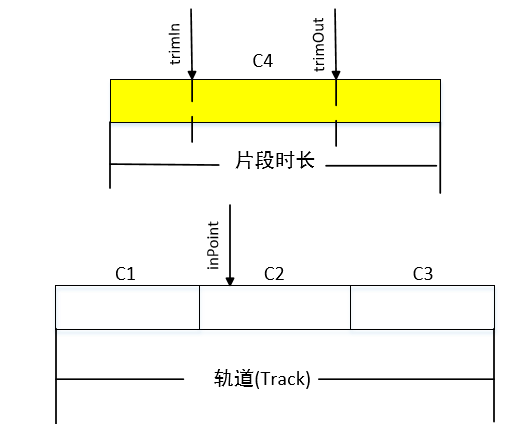 trimIn
C4
trimOut
片段时长
inPoint
C1
C2
C3
轨道(Track)